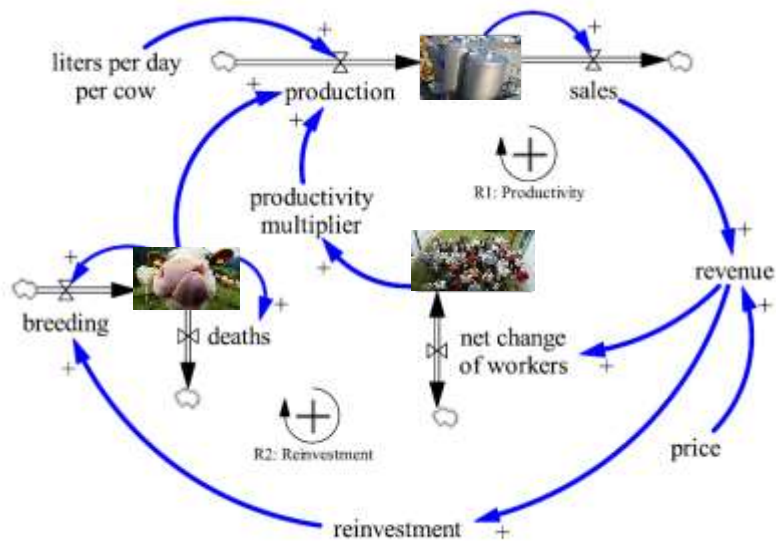 liters per day
per cow
+
production
+
+
+
sales
+
R1: Productivity
productivity
multiplier
+
+
revenue
+
+
breeding
+
+
deaths
+
net change
of workers
+
+
R2: Reinvestment
price
reinvestment
+